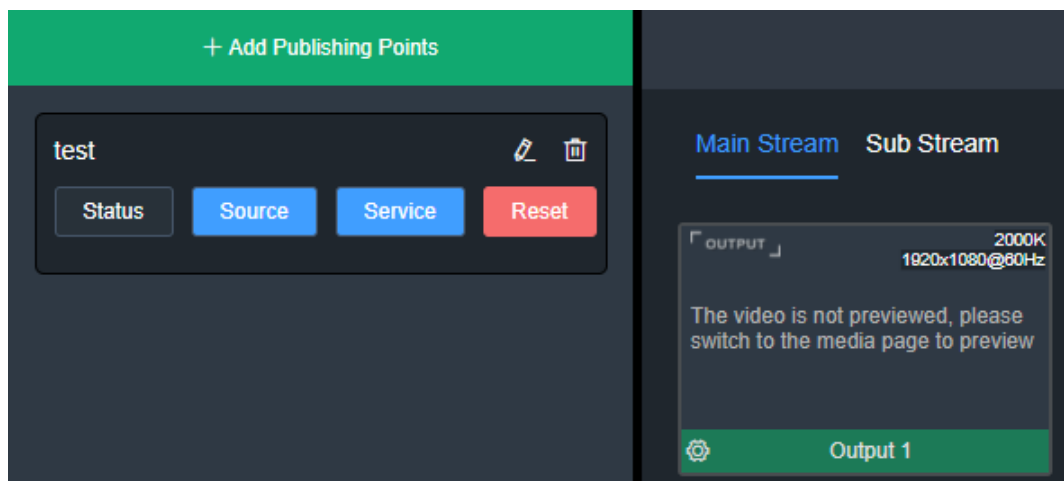 + Add Publishing Points
test
Status Source Service Reset
Main Stream Sub Stream
OUTPUT
2000K
1920x1080@60Hz
The video is not previewed, please
switch to the media page to preview
Output 1